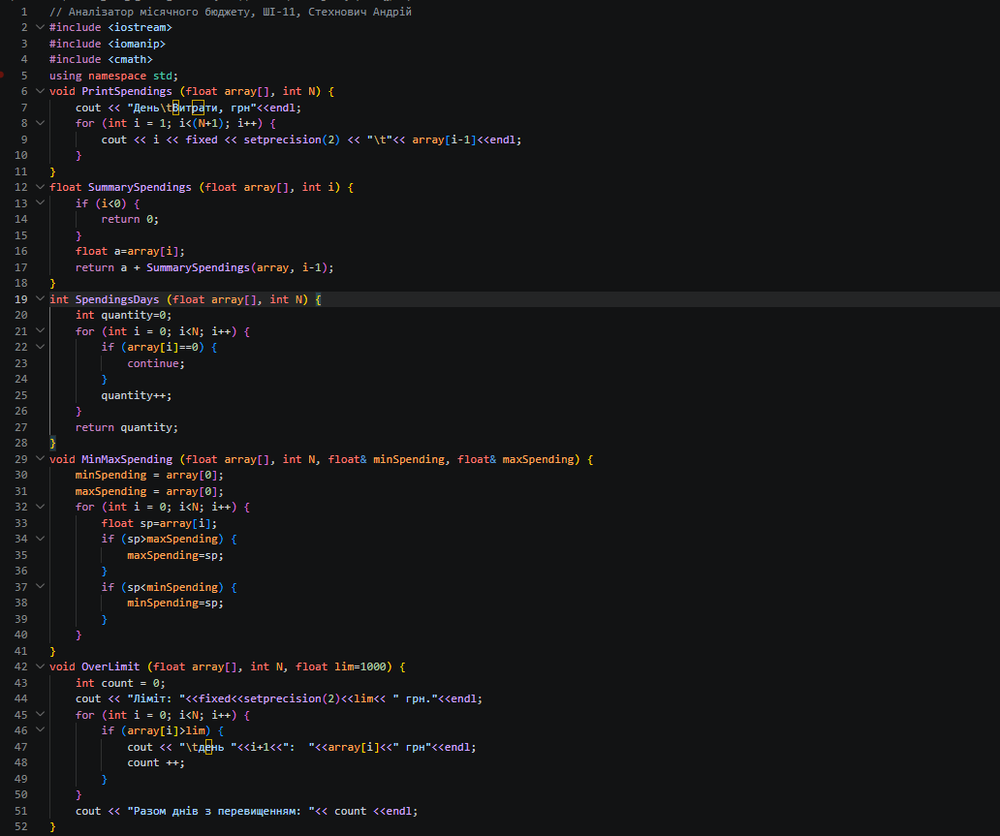 1 // Аналізатор місячного бюджету, ШІ-11, Стехнович Андрій
2 #include <iostream>
3 #include <iomanip>
4 #include <cmath>
5 using namespace std;
6 void PrintSpendings (float array[], int N) {
7 cout << "День\tВитрати, грн"<<endl;
8 for (int i = 1; i<(N+1); i++) {
9 cout << i << fixed << setprecision(2) << "\t"<< array[i-1]<<endl;
10 }
11 }
12 float SummarySpendings (float array[], int i) {
13 if (i<0) {
14 return 0;
15 }
16 float a=array[i];
17 return a + SummarySpendings(array, i-1);
18 }
19 int SpendingsDays (float array[], int N) {
20 int quantity=0;
21 for (int i = 0; i<N; i++) {
22 if (array[i]==0) {
23 continue;
24 }
25 quantity++;
26 }
27 return quantity;
28 }
29 void MinMaxSpending (float array[], int N, float& minSpending, float& maxSpending) {
30 minSpending = array[0];
31 maxSpending = array[0];
32 for (int i = 0; i<N; i++) {
33 float sp=array[i];
34 if (sp>maxSpending) {
35 maxSpending=sp;
36 }
37 if (sp<minSpending) {
38 minSpending=sp;
39 }
40 }
41 }
42 void OverLimit (float array[], int N, float lim=1000) {
43 int count = 0;
44 cout << "Ліміт: "<<fixed<<setprecision(2)<<lim<< " грн."<<endl;
45 for (int i = 0; i<N; i++) {
46 if (array[i]>lim) {
47 cout << "\tдень "<<i+1<<":  "<<array[i]<<" грн"<<endl;
48 count ++;
49 }
50 }
51 cout << "Разом днів з перевищенням: "<< count <<endl;
52 }